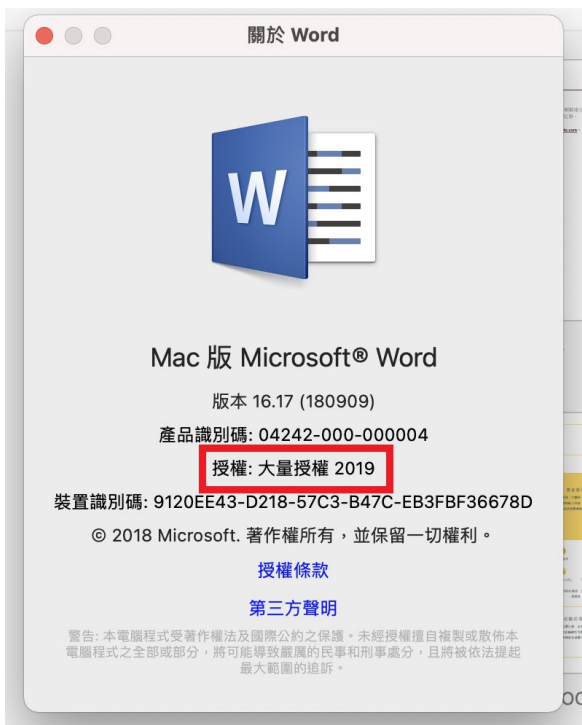 關於 Word
W
Mac 版 Microsoft® Word
版本 16.17 (180909)
產品識別碼: 04242-000-000004
授權: 大量授權 2019
裝置識別碼: 9120EE43-D218-57C3-B47C-EB3FBF36678D
© 2018 Microsoft. 著作權所有，並保留一切權利。
授權條款
第三方聲明
警告: 本電腦程式受著作權法及國際公約之保護。未經授權擅自複製或散佈本
電腦程式之全部或部分，將可能導致嚴厲的民事和刑事處分，且將被依法提起
最大範圍的追訴。